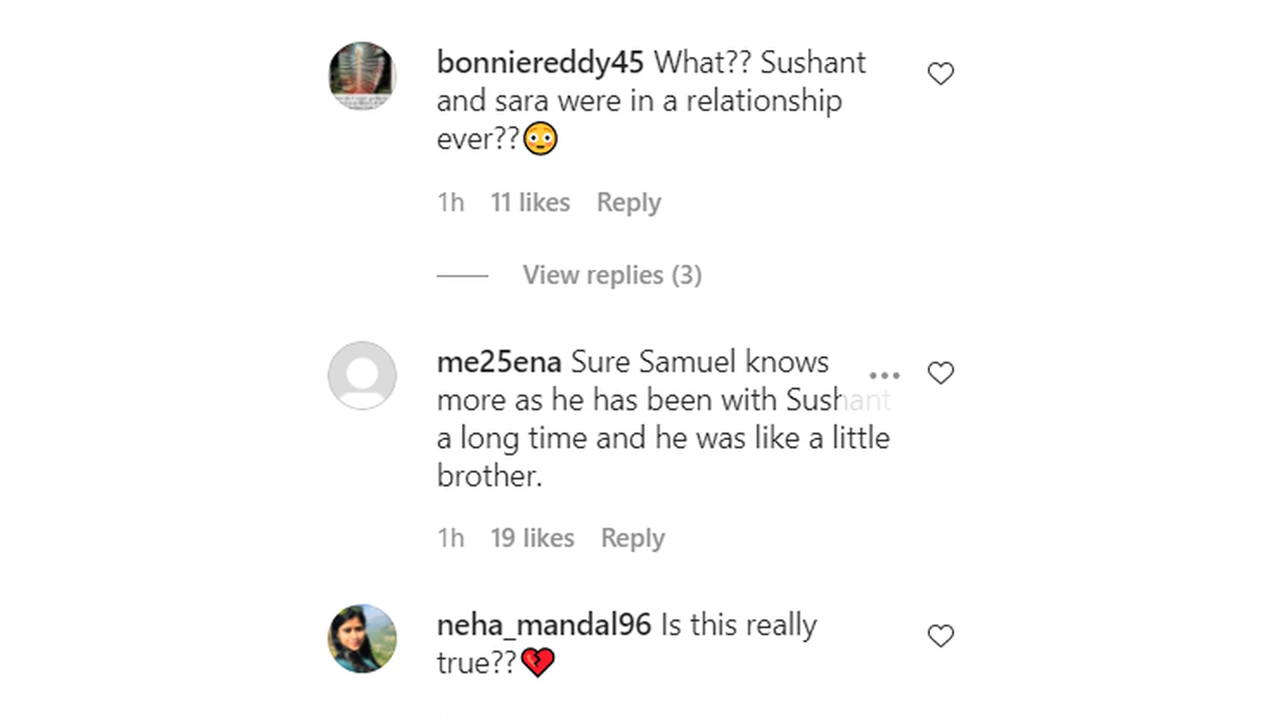 bonniereddy45 What?? Sushant
and sara were in a relationship
ever??😳
1h 11 likes Reply
View replies (3)
me25ena Sure Samuel knows
more as he has been with Sushant
a long time and he was like a little
brother.
1h 19 likes Reply
neha_mandal96 Is this really
true??💔